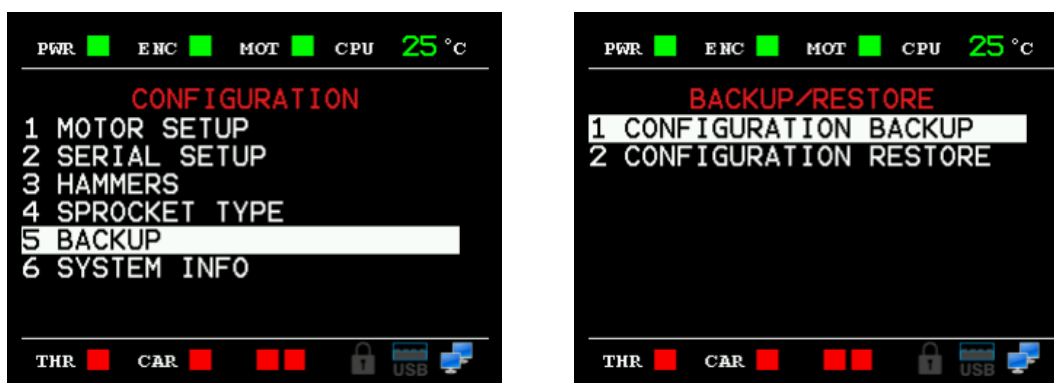 PWR ENC MOT CPU 25°C
CONFIGURATION
1 MOTOR SETUP
2 SERIAL SETUP
3 HAMMERS
4 SPROCKET TYPE
5 BACKUP
6 SYSTEM INFO
THR CAR USB
PWR ENC MOT CPU 25°C
BACKUP/RESTORE
1 CONFIGURATION BACKUP
2 CONFIGURATION RESTORE
THR CAR USB